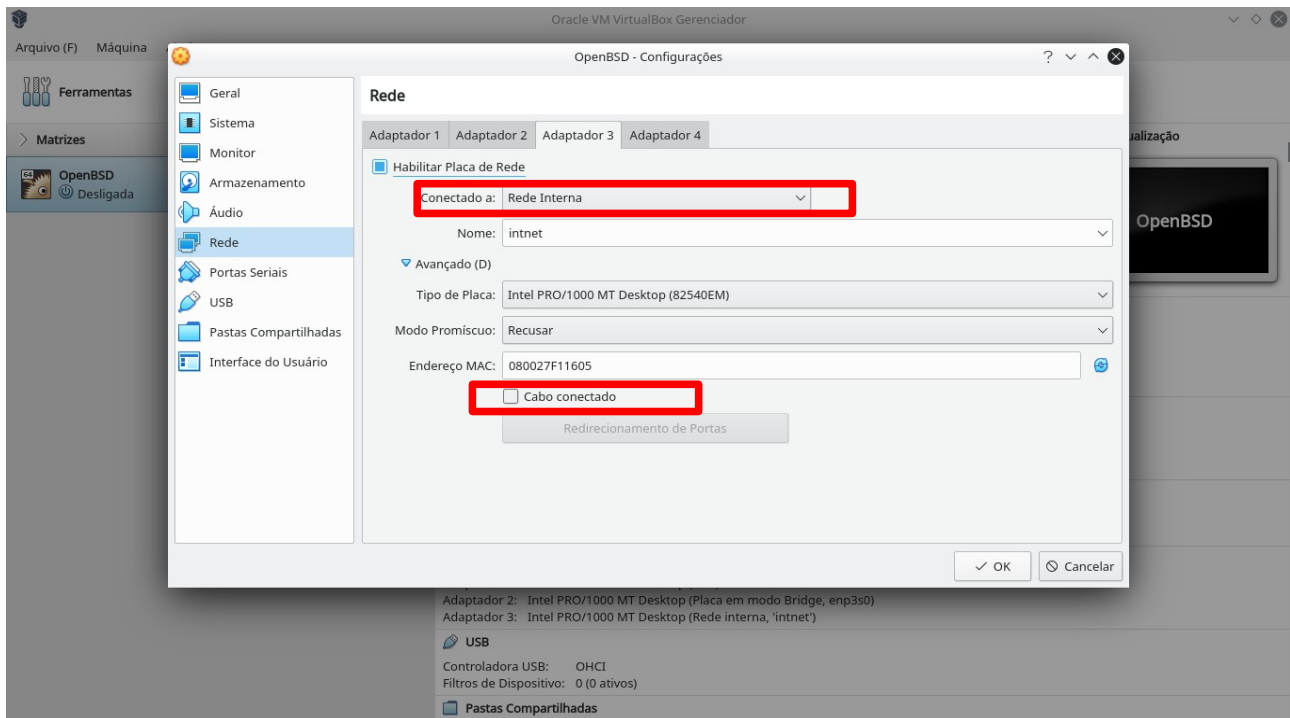 Oracle VM VirtualBox Gerenciador
Arquivo (F) Máquina
OpenBSD - Configurações
Ferramentas
Matrizes
64
OpenBSD
Desligada
Geral
Sistema
Monitor
Armazenamento
Áudio
Rede
Portas Seriais
USB
Pastas Compartilhadas
Interface do Usuário
Rede
Adaptador 1 Adaptador 2 Adaptador 3 Adaptador 4
Habilitar Placa de Rede
Conectado a: Rede Interna
Nome: intnet
Avançado (D)
Tipo de Placa: Intel PRO/1000 MT Desktop (82540EM)
Modo Promíscuo: Recusar
Endereço MAC: 080027F11605
Cabo conectado
Redirecionamento de Portas
OK Cancelar
ualização
OpenBSD
Adaptador 2: Intel PRO/1000 MT Desktop (Placa em modo Bridge, enp3s0)
Adaptador 3: Intel PRO/1000 MT Desktop (Rede interna, 'intnet')
USB
Controladora USB: OHCI
Filtros de Dispositivo: 0 (0 ativos)
Pastas Compartilhadas